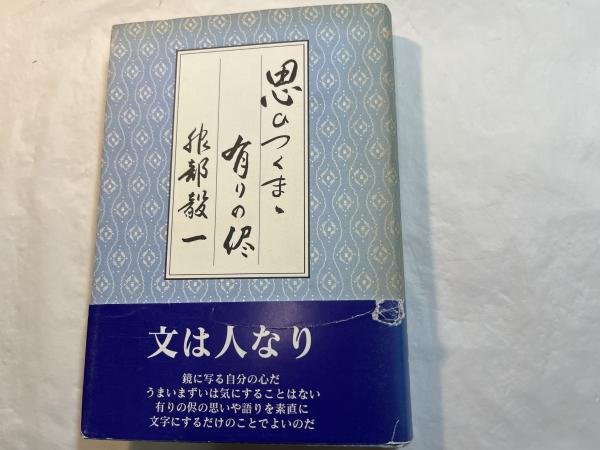 思ひつくまゝ
有りの侭
服部毅一
文は人なり
鏡に写る自分の心だ
うまいまずいは気にすることはない
有りの侭の思いや語りを素直に
文字にするだけのことでよいのだ